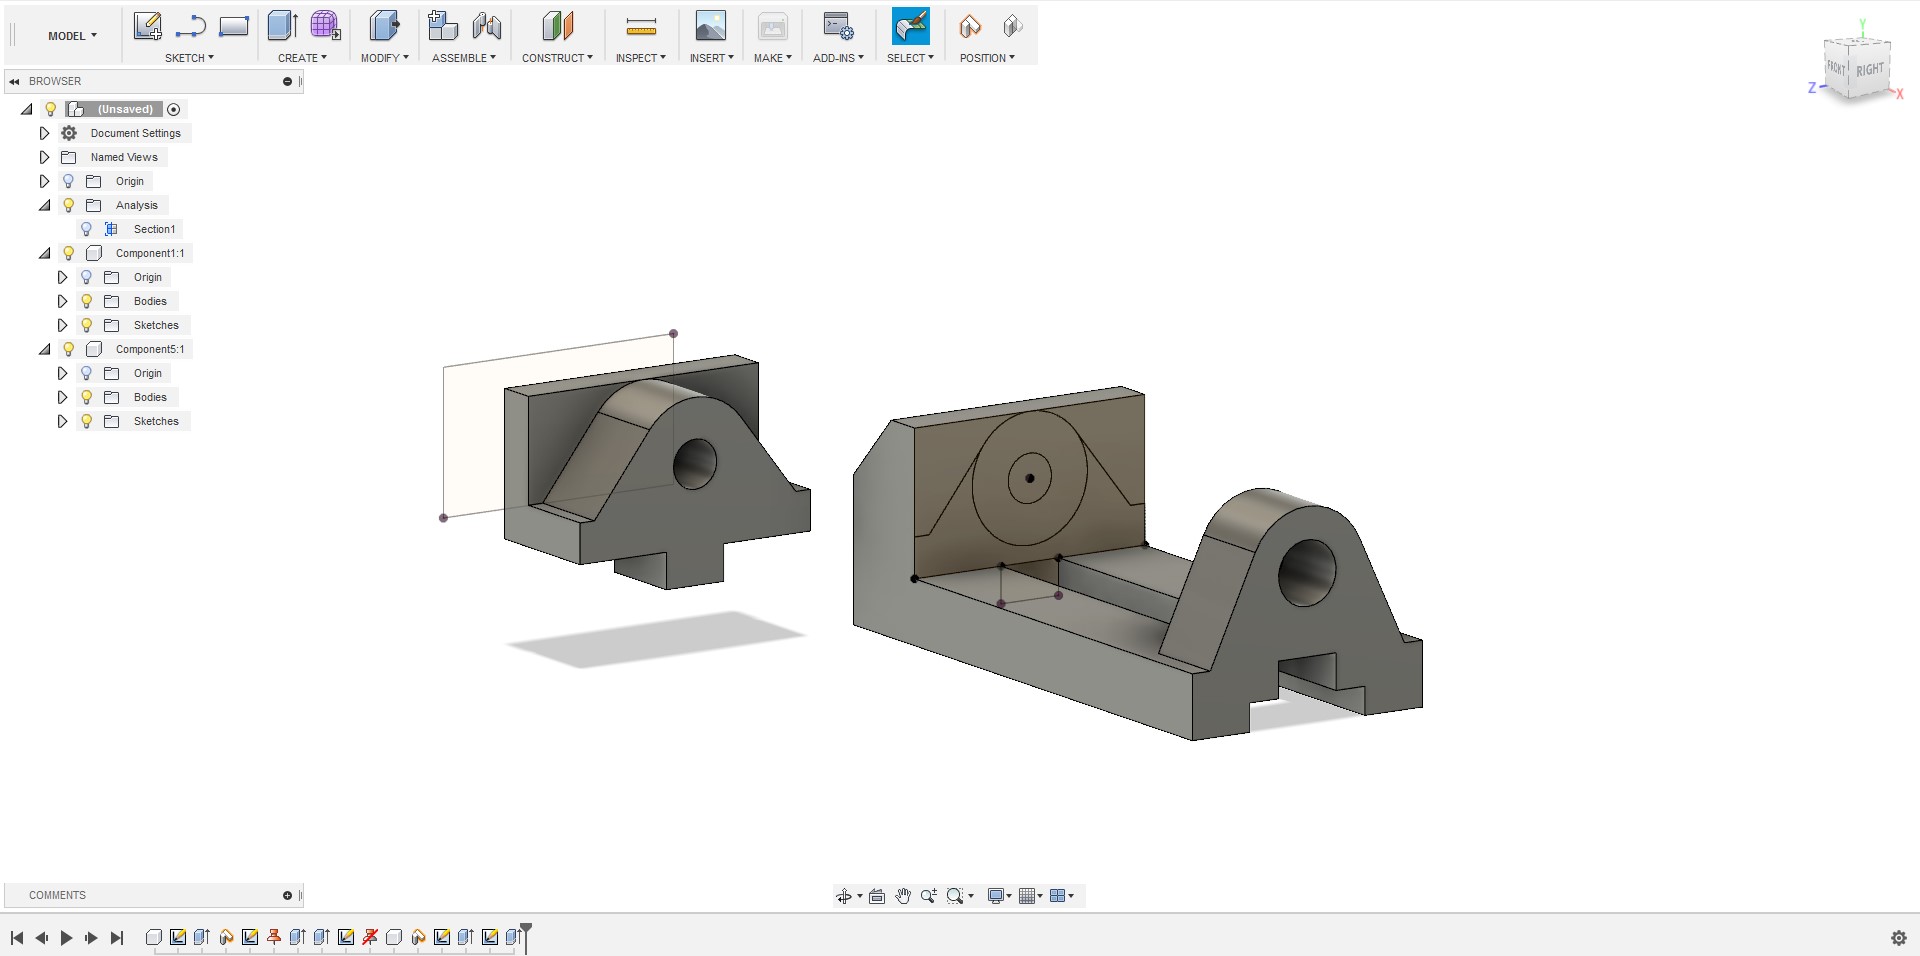 MODEL
SKETCH
CREATE
MODIFY
ASSEMBLE
CONSTRUCT
INSPECT
INSERT
MAKE
ADD-INS
SELECT
POSITION
Y
FRONT
RIGHT
Z
X
BROWSER
(Unsaved)
Document Settings
Named Views
Origin
Analysis
Section1
Component1:1
Origin
Bodies
Sketches
Component5:1
Origin
Bodies
Sketches
COMMENTS